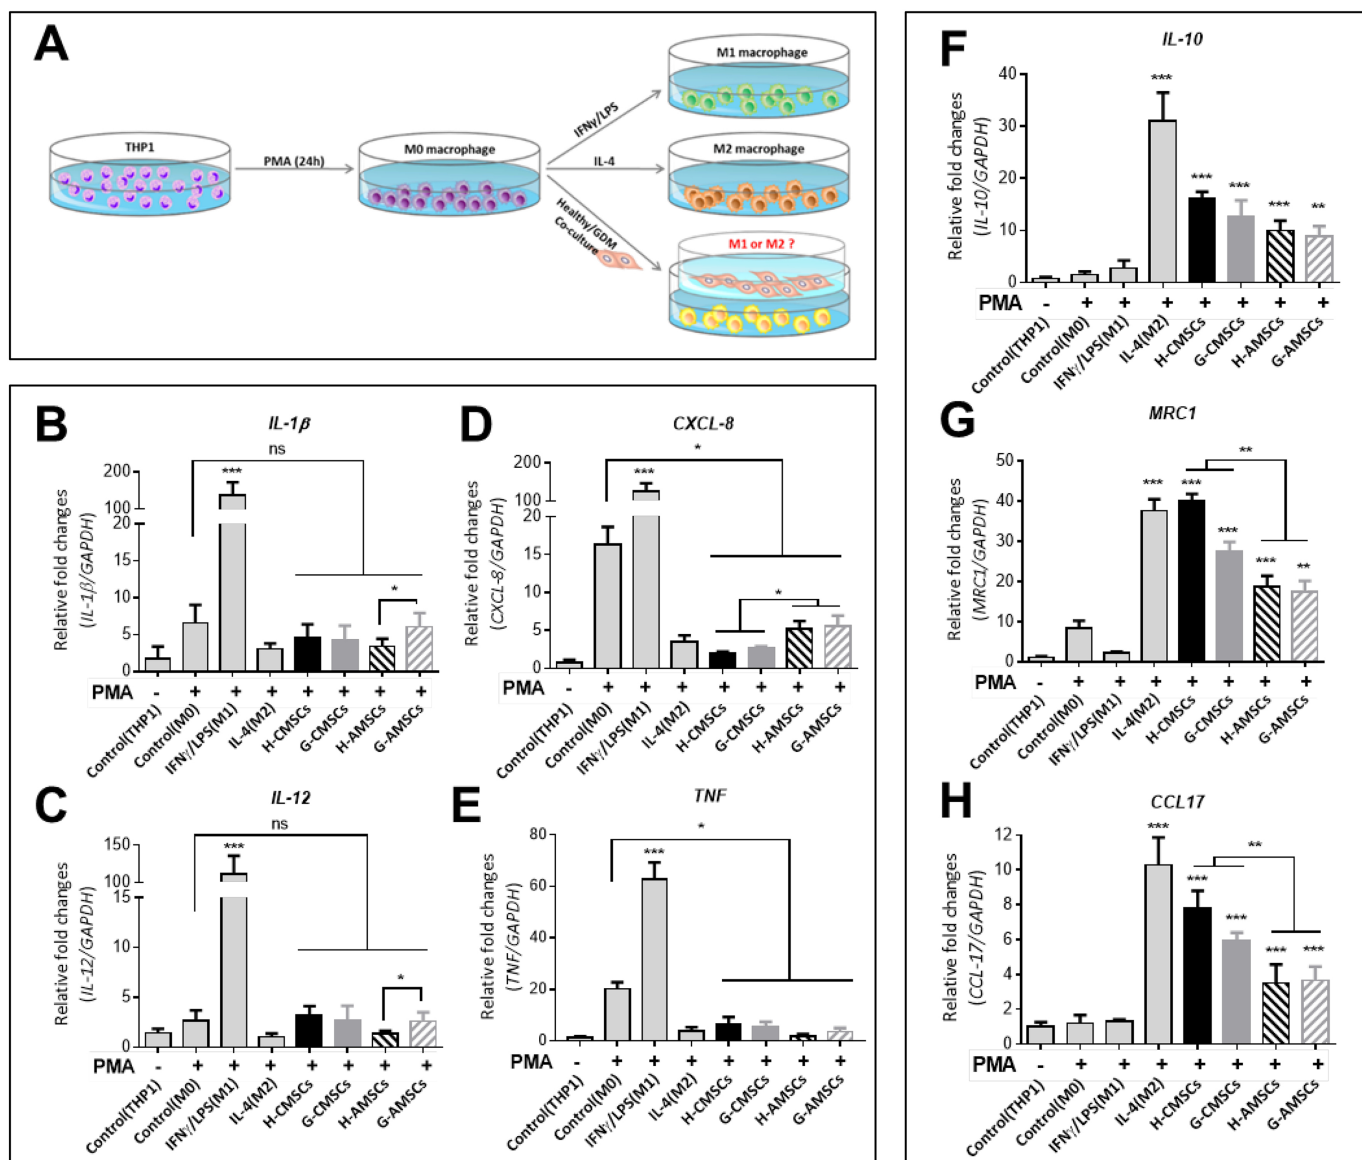 A
THP1
PMA (24h)
M0 macrophage
IFNγ/LPS
IL-4
Healthy/GDM
Co-culture
M1 macrophage
M2 macrophage
M1 or M2 ?
B
IL-1β
ns
Relative fold changes
(IL-1β/GAPDH)
200
100
20
15
10
5
0
***
*
PMA - + + + + + + +
Control(THP1)
Control(M0)
IFNγ/LPS(M1)
IL-4(M2)
H-CMSCs
G-CMSCs
H-AMSCs
G-AMSCs
D
CXCL-8
*
Relative fold changes
(CXCL-8/GAPDH)
500
400
300
200
100
20
15
10
5
0
***
*
PMA - + + + + + + +
Control(THP1)
Control(M0)
IFNγ/LPS(M1)
IL-4(M2)
H-CMSCs
G-CMSCs
H-AMSCs
G-AMSCs
C
IL-12
ns
Relative fold changes
(IL-12/GAPDH)
150
100
15
10
5
0
***
*
PMA - + + + + + + +
Control(THP1)
Control(M0)
IFNγ/LPS(M1)
IL-4(M2)
H-CMSCs
G-CMSCs
H-AMSCs
G-AMSCs
E
TNF
*
Relative fold changes
(TNF/GAPDH)
80
60
40
20
0
***
PMA - + + + + + + +
Control(THP1)
Control(M0)
IFNγ/LPS(M1)
IL-4(M2)
H-CMSCs
G-CMSCs
H-AMSCs
G-AMSCs
F
IL-10
Relative fold changes
(IL-10/GAPDH)
40
30
20
10
0
*** *** *** *** **
PMA - + + + + + + +
Control(THP1)
Control(M0)
IFNγ/LPS(M1)
IL-4(M2)
H-CMSCs
G-CMSCs
H-AMSCs
G-AMSCs
G
MRC1
Relative fold changes
(MRC1/GAPDH)
50
40
30
20
10
0
**
*** *** *** *** **
PMA - + + + + + + +
Control(THP1)
Control(M0)
IFNγ/LPS(M1)
IL-4(M2)
H-CMSCs
G-CMSCs
H-AMSCs
G-AMSCs
H
CCL17
Relative fold changes
(CCL-17/GAPDH)
12
10
8
6
4
2
0
**
*** *** *** *** ***
PMA - + + + + + + +
Control(THP1)
Control(M0)
IFNγ/LPS(M1)
IL-4(M2)
H-CMSCs
G-CMSCs
H-AMSCs
G-AMSCs